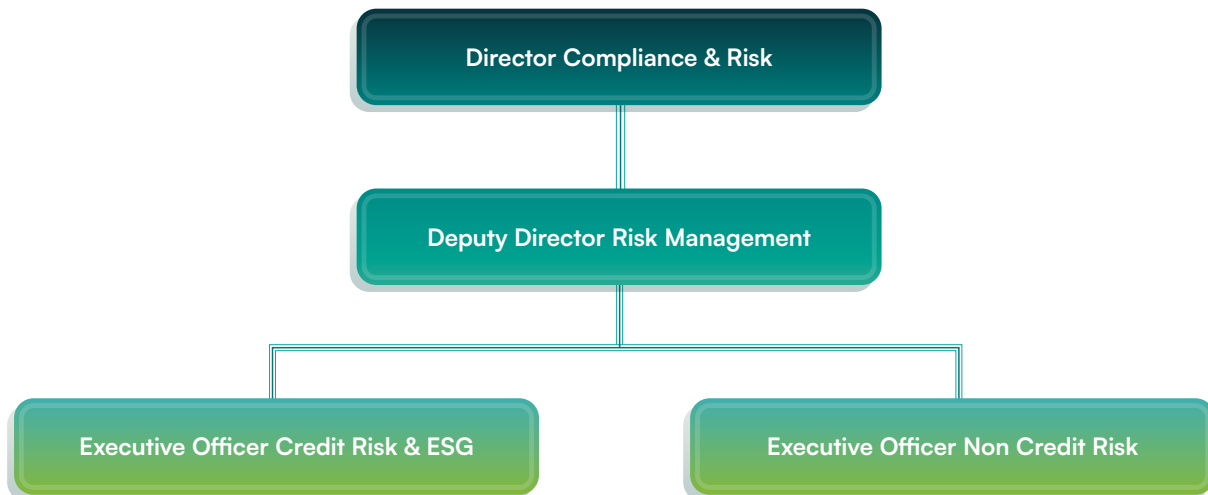 Director Compliance & Risk
Deputy Director Risk Management
Executive Officer Credit Risk & ESG
Executive Officer Non Credit Risk